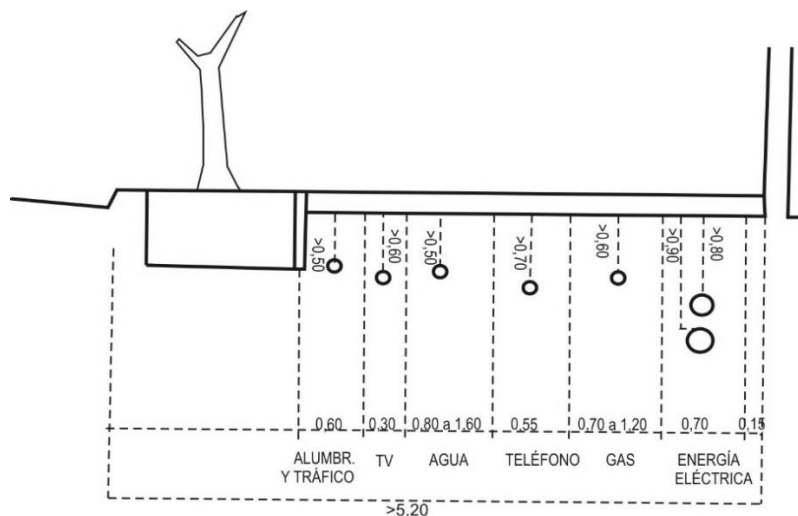 >0,50
>0,60
>0,50
>0,70
>0,60
>0,90
>0,80
0,60
0,30
0,80 a 1,60
0,55
0,70 a 1,20
0,70
0,15
ALUMBR.
Y TRÁFICO
TV
AGUA
TELÉFONO
GAS
ENERGÍA
ELÉCTRICA
>5,20